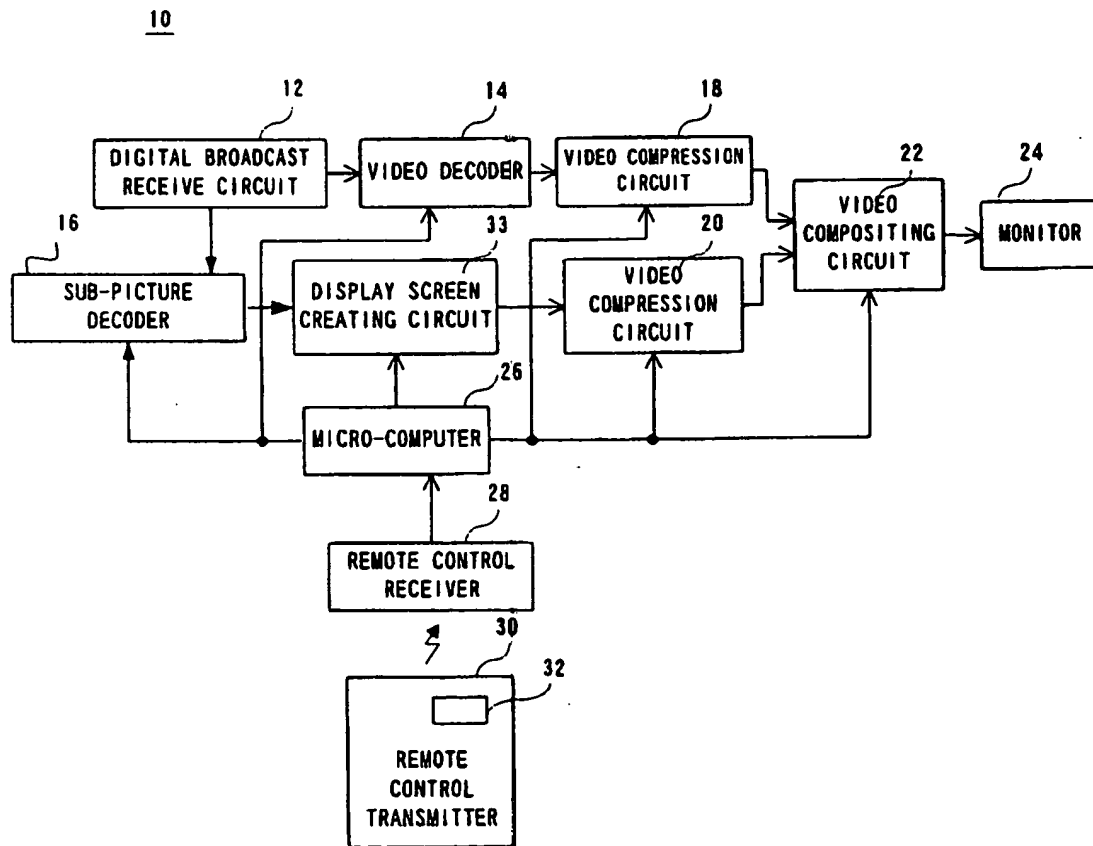 10
12
14
18
DIGITAL BROADCAST
RECEIVE CIRCUIT
VIDEO DECODER
VIDEO COMPRESSION
CIRCUIT
22
VIDEO
COMPOSITING
CIRCUIT
24
MONITOR
16
SUB-PICTURE
DECODER
33
DISPLAY SCREEN
CREATING CIRCUIT
20
VIDEO
COMPRESSION
CIRCUIT
26
MICRO-COMPUTER
28
REMOTE CONTROL
RECEIVER
30
32
REMOTE
CONTROL
TRANSMITTER